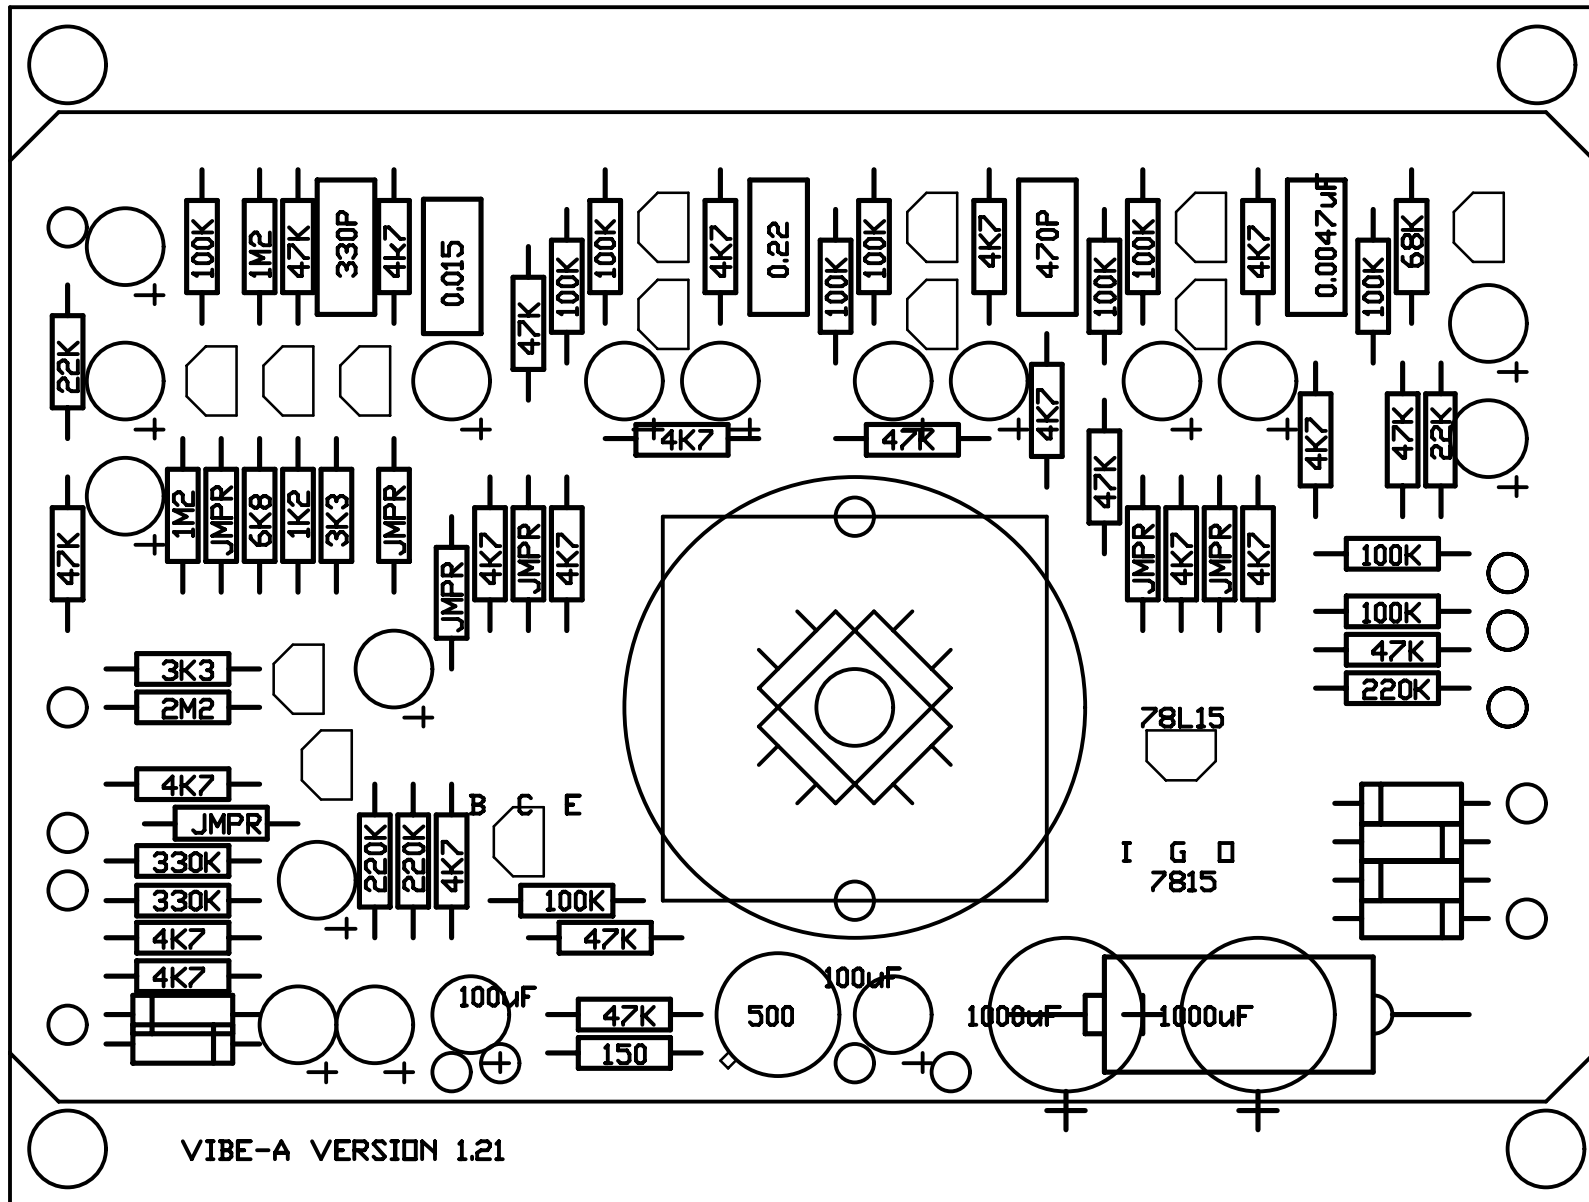 100K
1M2
47K
330P
4K7
0.015
47K
100K
100K
4K7
0.22
100K
100K
4K7
470P
100K
100K
4K7
0.0047uF
100K
68K
22K
4K7
47K
4K7
47K
4K7
47K
22K
47K
1M2
JMPR
6K8
1K2
3K3
JMPR
JMPR
4K7
JMPR
4K7
JMPR
4K7
JMPR
4K7
100K
100K
47K
220K
3K3
2M2
78L15
4K7
JMPR
330K
330K
4K7
4K7
220K
220K
4K7
B C E
100K
47K
I G O
7815
100uF
47K
150
500
100uF
1000uF
1000uF
VIBE-A VERSION 1.21